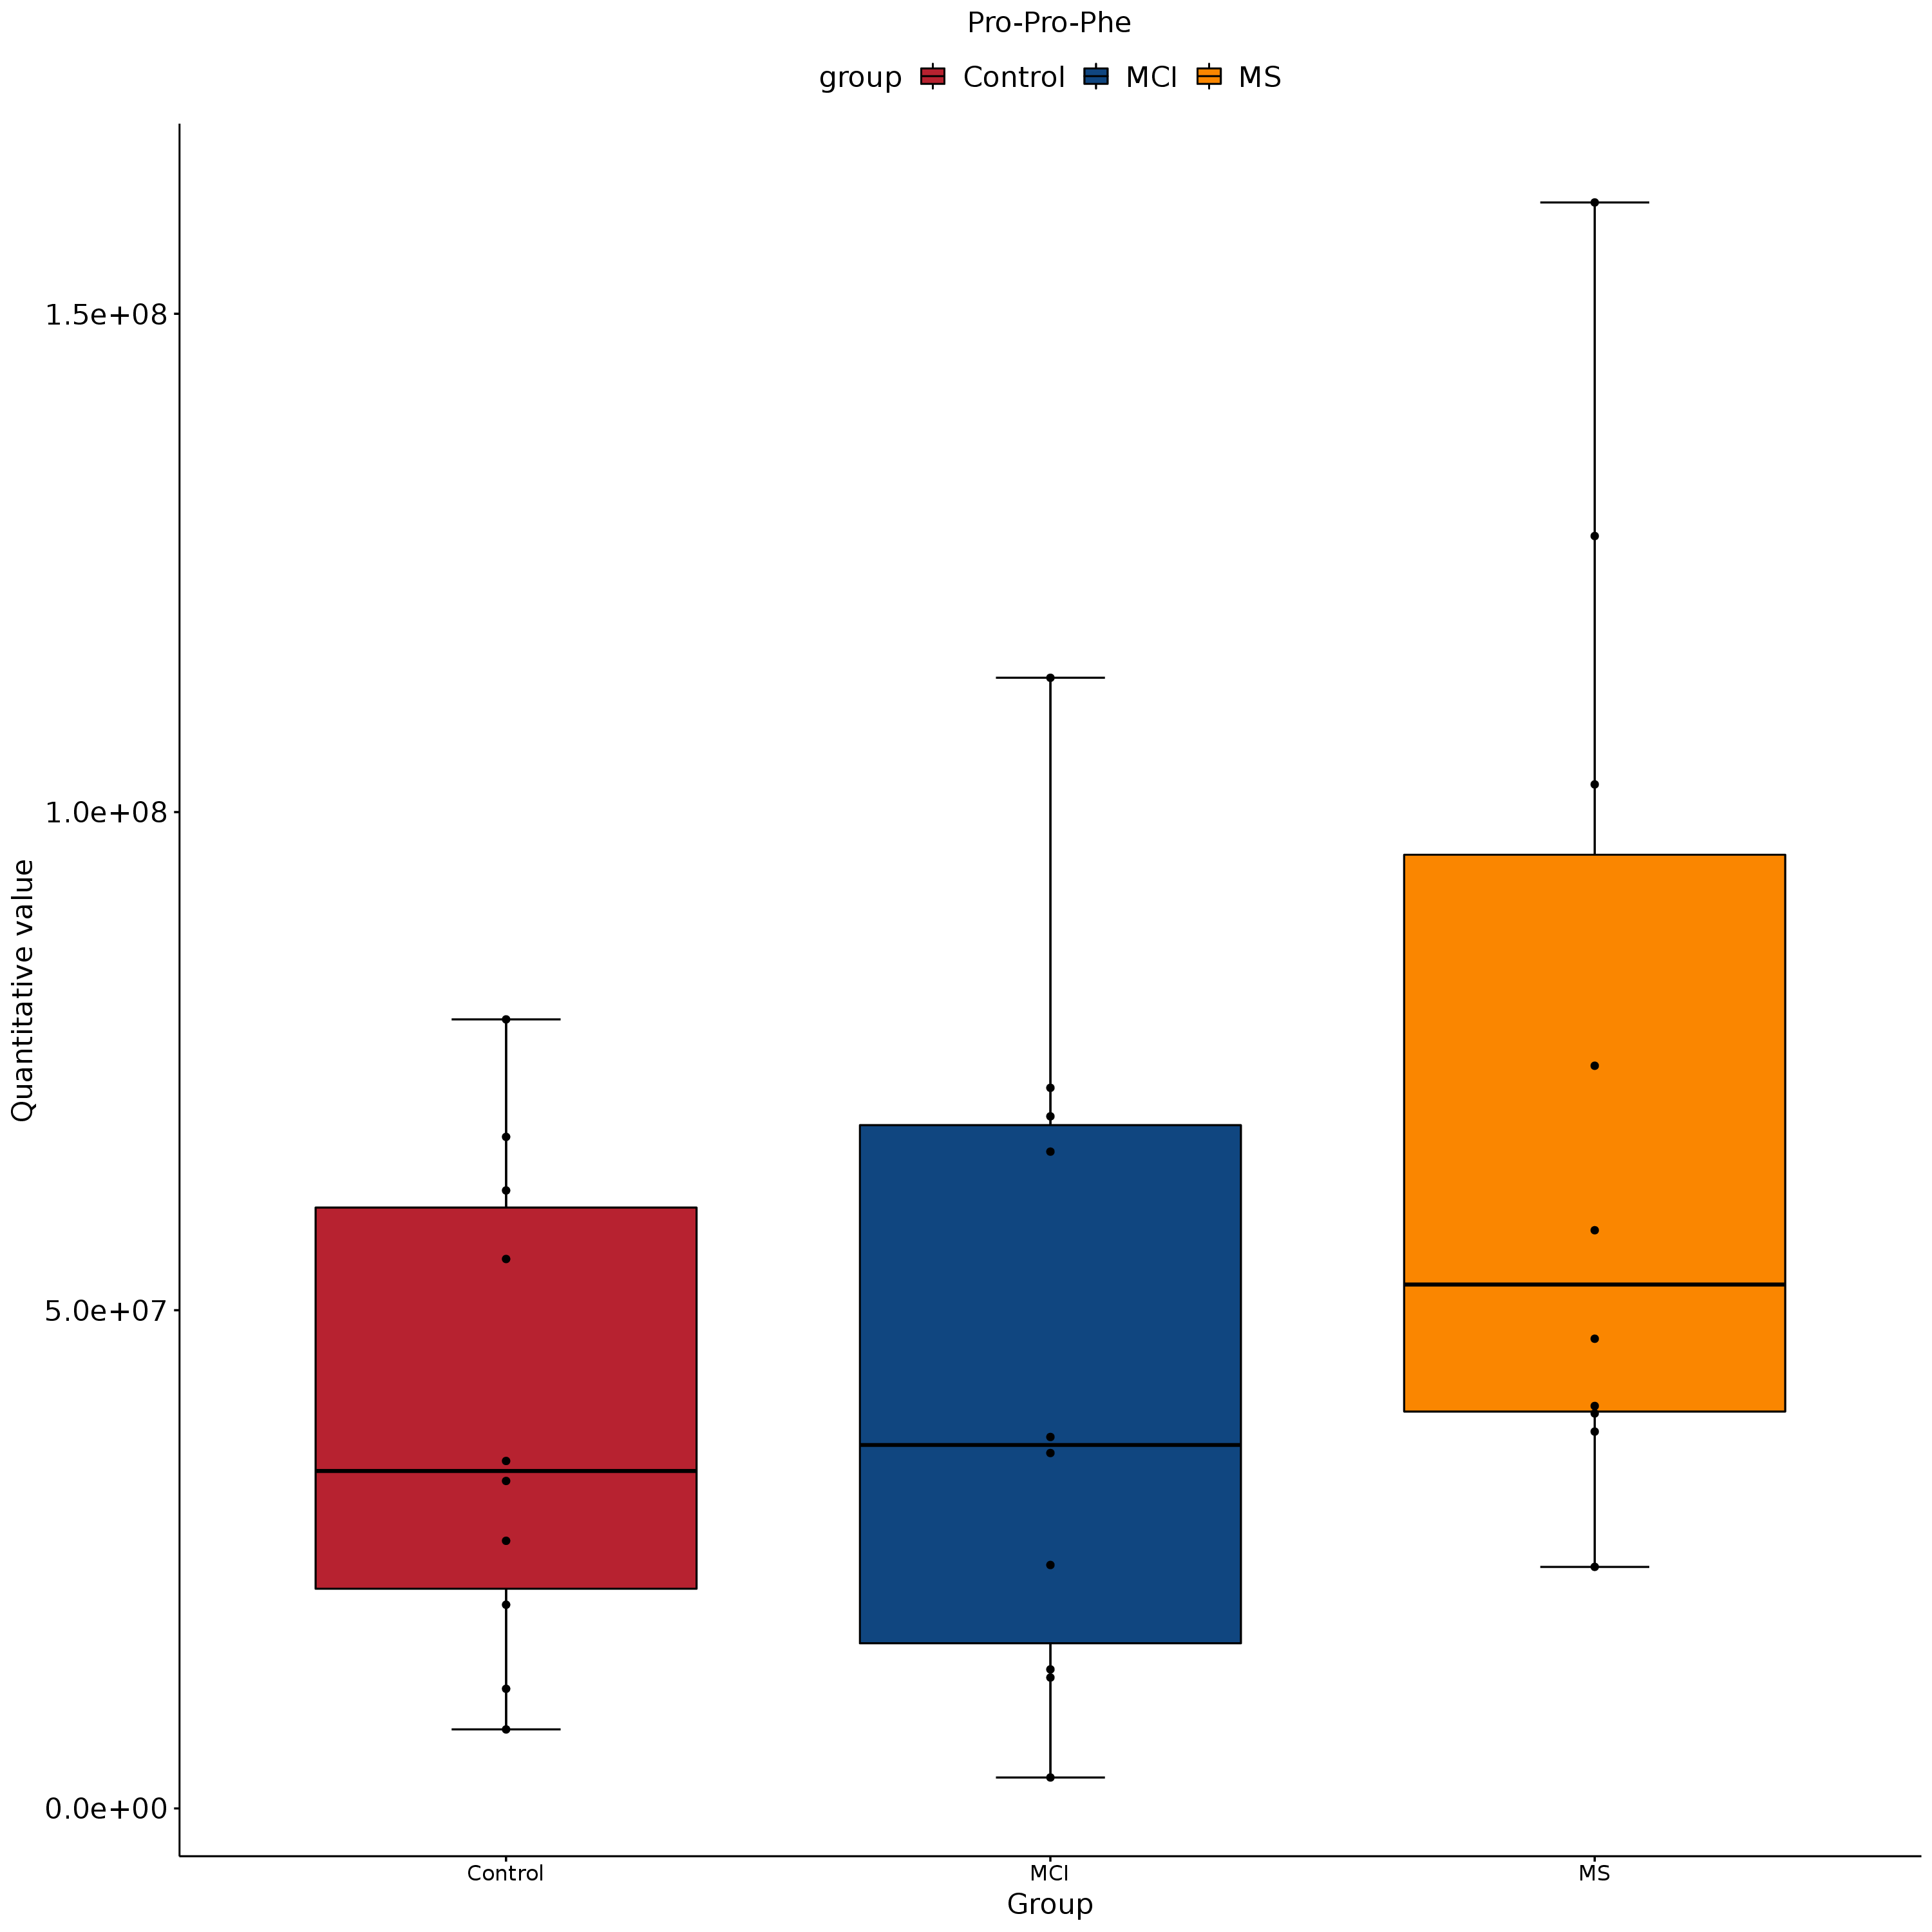 Pro-Pro-Phe
group Control MCI MS
1.5e+08
1.0e+08
5.0e+07
0.0e+00
Quantitative value
Control MCI MS
Group